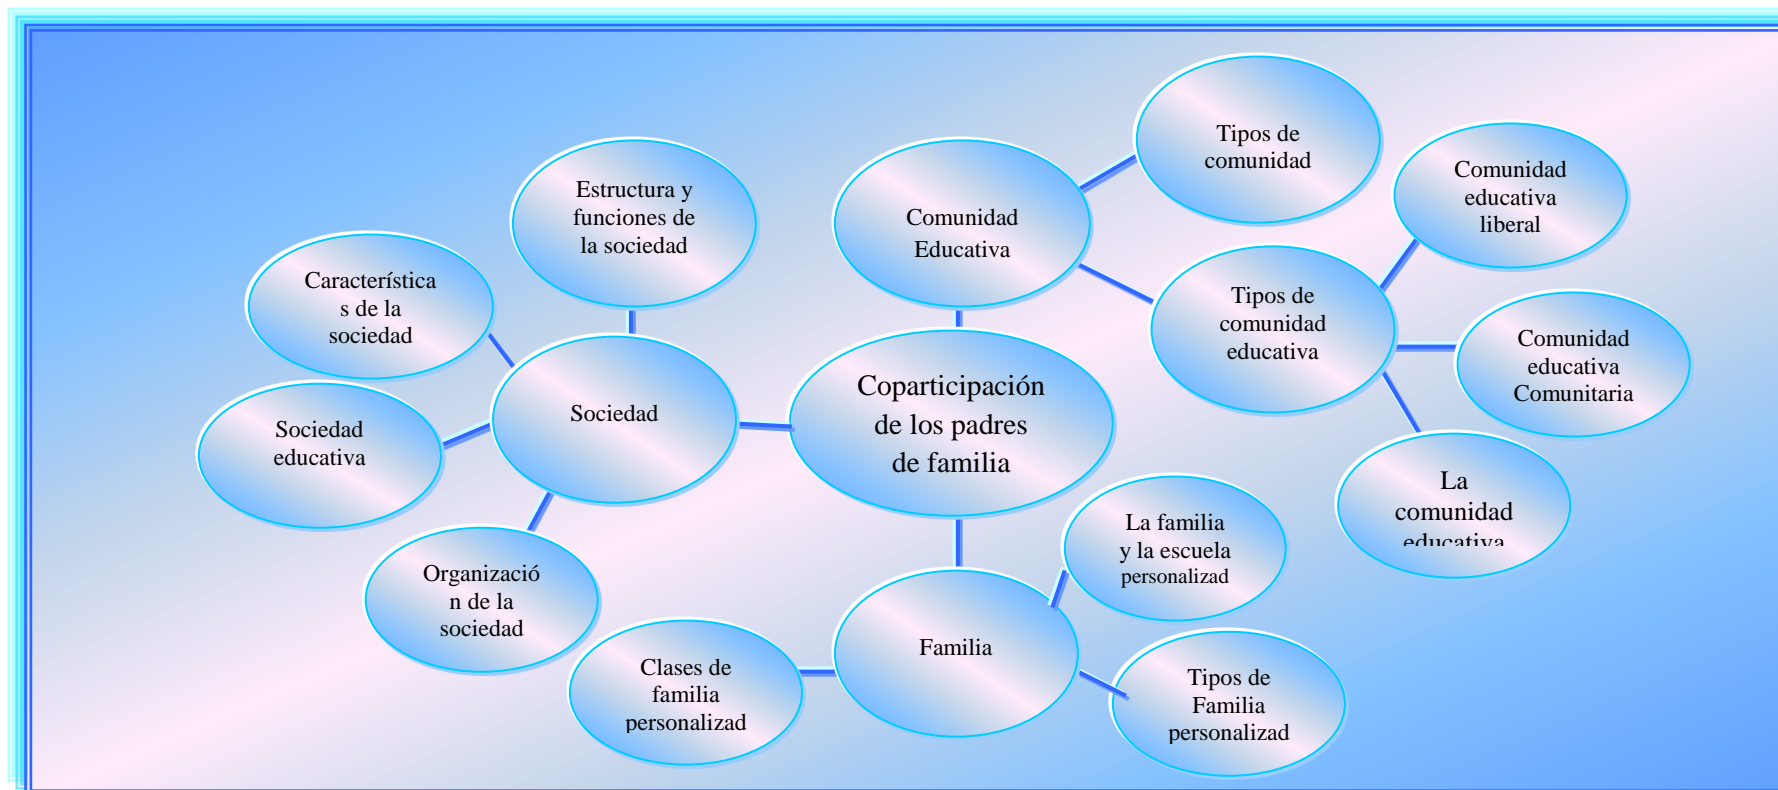 Tipos de
comunidad
Comunidad
educativa
liberal
Estructura y
funciones de
la sociedad
Comunidad
Educativa
Característica
s de la
sociedad
Tipos de
comunidad
educativa
Comunidad
educativa
Comunitaria
Sociedad
Coparticipación
de los padres
de familia
Sociedad
educativa
La
comunidad
educativa
La familia
y la escuela
personalizad
Organizació
n de la
sociedad
Familia
Clases de
familia
personalizad
Tipos de
Familia
personalizad